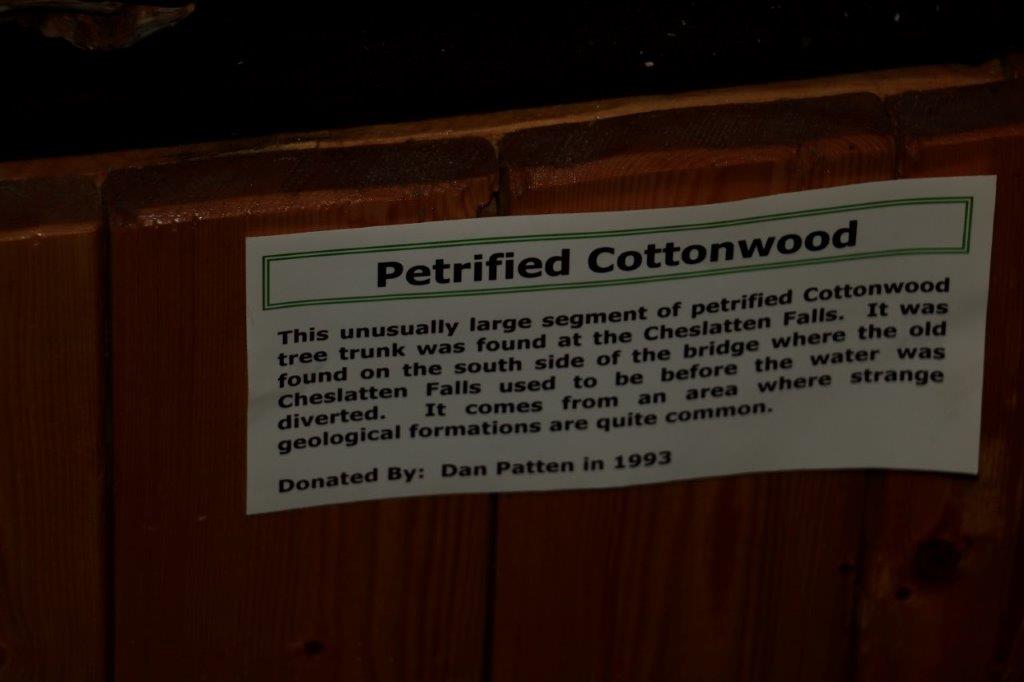 Petrified Cottonwood
This unusually large segment of petrified Cottonwood
tree trunk was found at the Cheslatten Falls. It was
found on the south side of the bridge where the old
Cheslatten Falls used to be before the water was
diverted. It comes from an area where strange
geological formations are quite common.
Donated By: Dan Patten in 1993